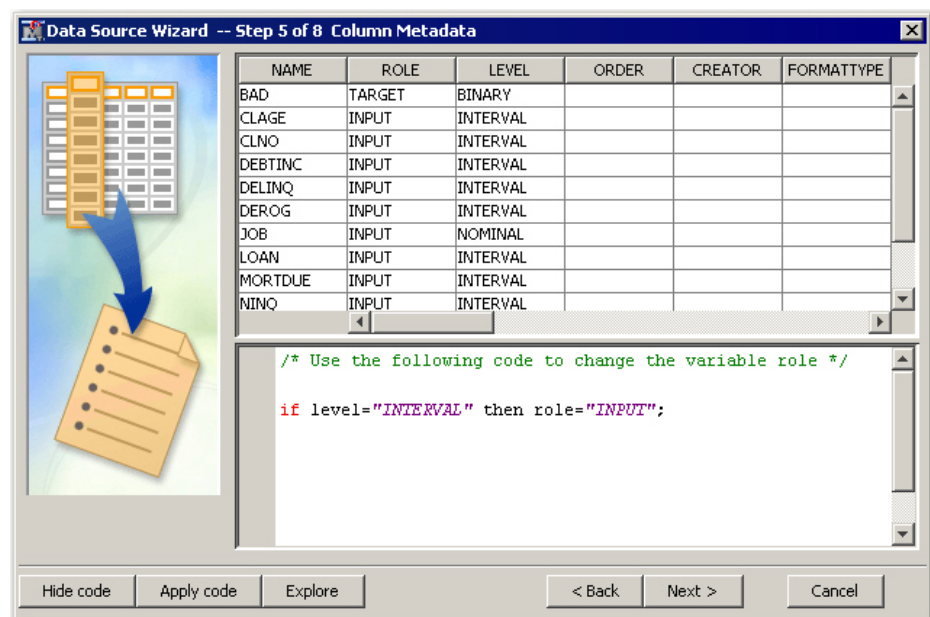 Data Source Wizard -- Step 5 of 8 Column Metadata
NAME ROLE LEVEL ORDER CREATOR FORMATTYPE
BAD TARGET BINARY
CLAGE INPUT INTERVAL
CLNO INPUT INTERVAL
DEBTINC INPUT INTERVAL
DELINQ INPUT INTERVAL
DEROG INPUT INTERVAL
JOB INPUT NOMINAL
LOAN INPUT INTERVAL
MORTDUE INPUT INTERVAL
NINQ INPUT INTERVAL
/* Use the following code to change the variable role */
if level="INTERVAL" then role="INPUT";
Hide code Apply code Explore < Back Next > Cancel